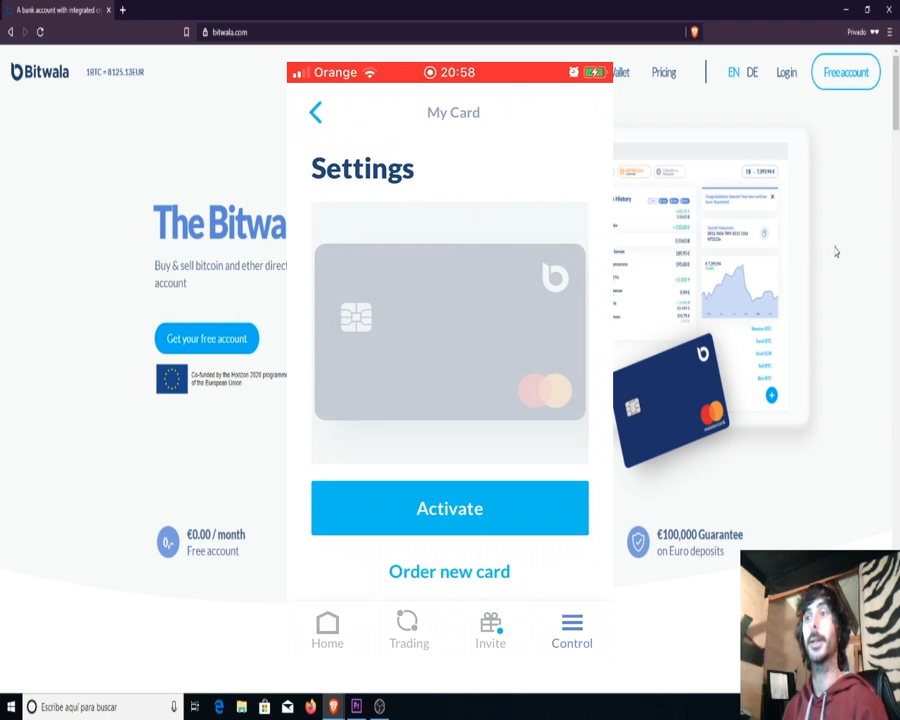 A bank account with integrated cr
bitwala.com
Privado
Bitwala
1BTC = 8125.13EUR
allet
Pricing
EN DE
Login
Free account
Orange
20:58
My Card
Settings
The Bitwa
Buy & sell bitcoin and ether direct
account
Get your free account
Co-funded by the Horizon 2020 programme
of the European Union
History
mastercard
Activate
Order new card
€0.00 / month
Free account
€100,000 Guarantee
on Euro deposits
Home
Trading
Invite
Control
Escribe aquí para buscar